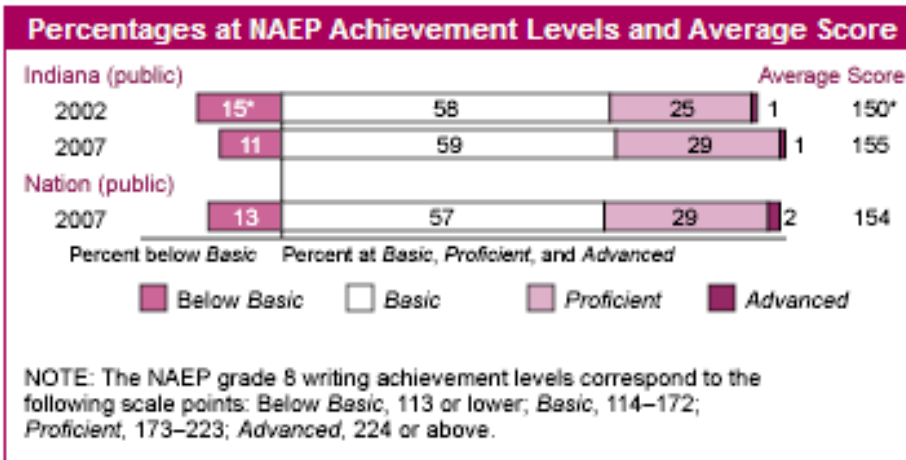 Percentages at NAEP Achievement Levels and Average Score
Indiana (public) Average Score
2002 15* 58 25 1 150*
2007 11 59 29 1 155
Nation (public)
2007 13 57 29 2 154
Percent below Basic Percent at Basic, Proficient, and Advanced
Below Basic Basic Proficient Advanced
NOTE: The NAEP grade 8 writing achievement levels correspond to the
following scale points: Below Basic, 113 or lower; Basic, 114–172;
Proficient, 173–223; Advanced, 224 or above.